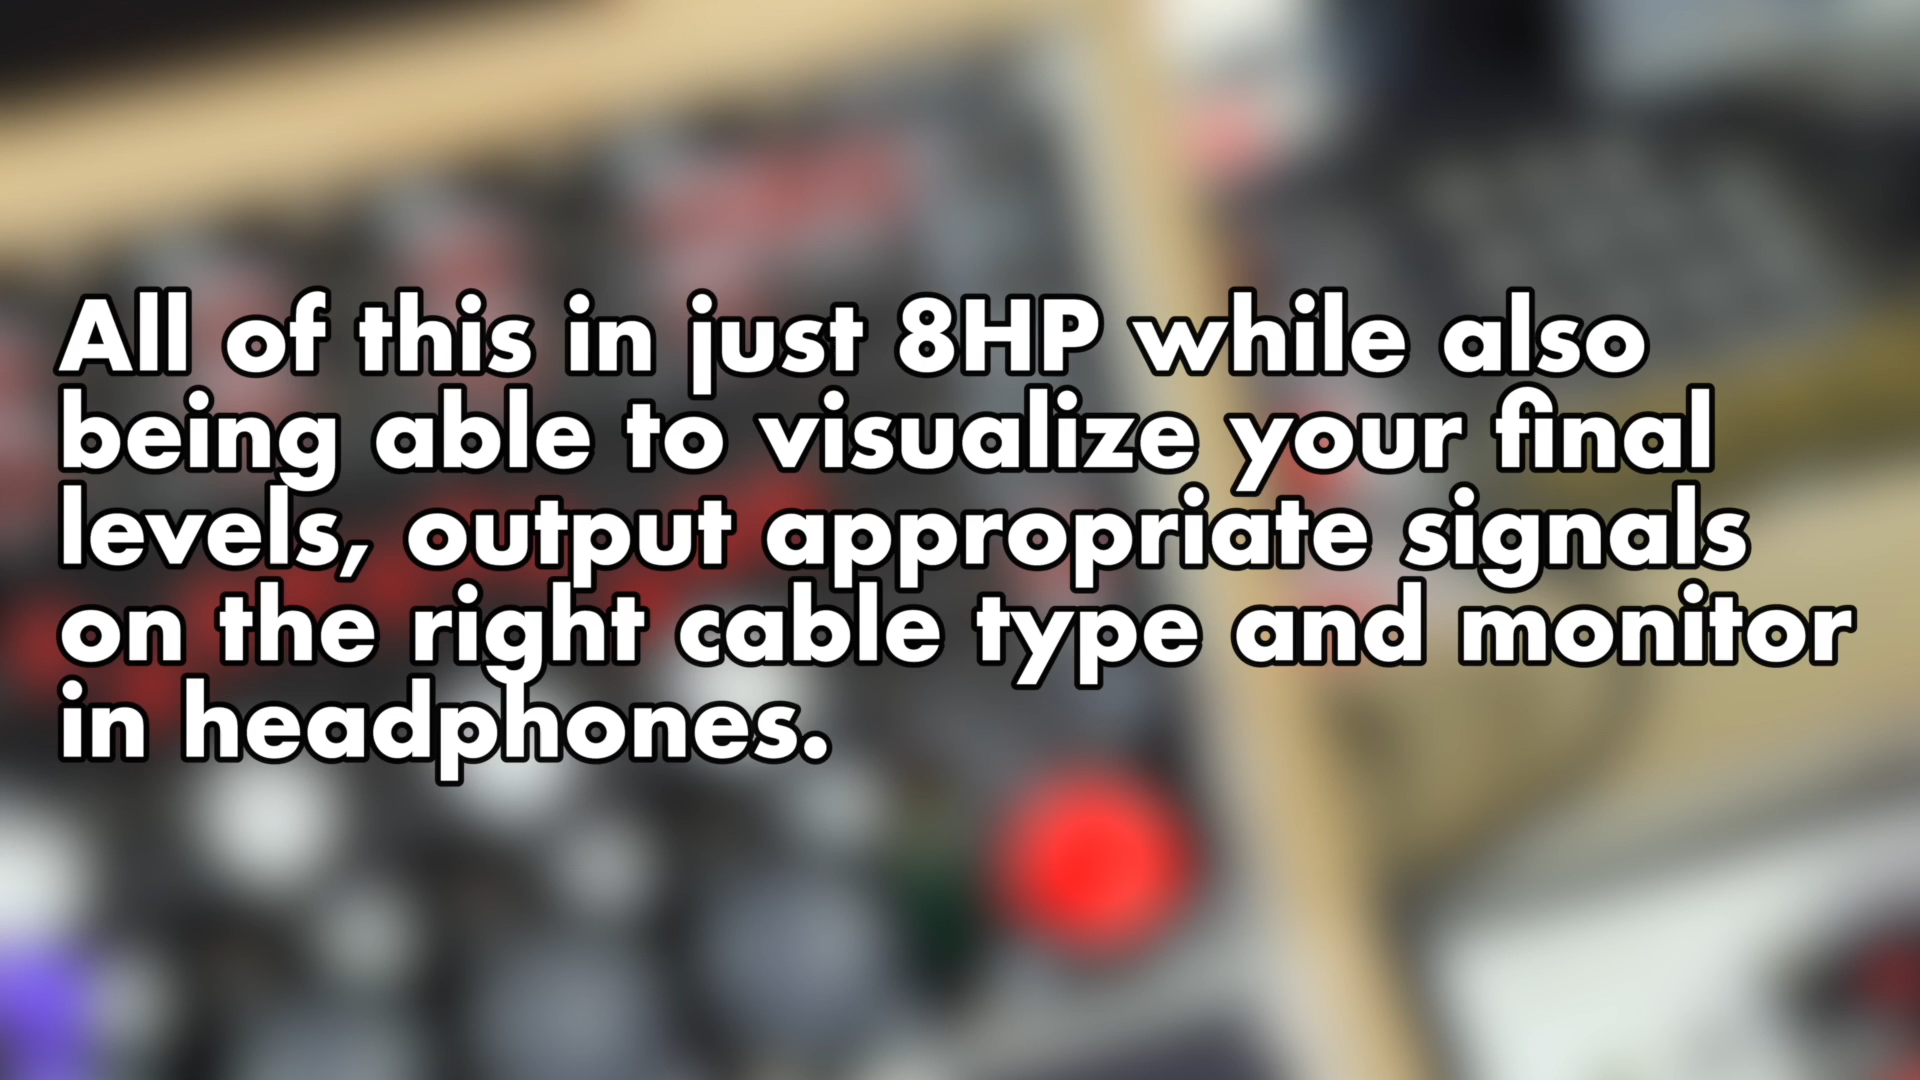 All of this in just 8HP while also
being able to visualize your final
levels, output appropriate signals
on the right cable type and monitor
in headphones.